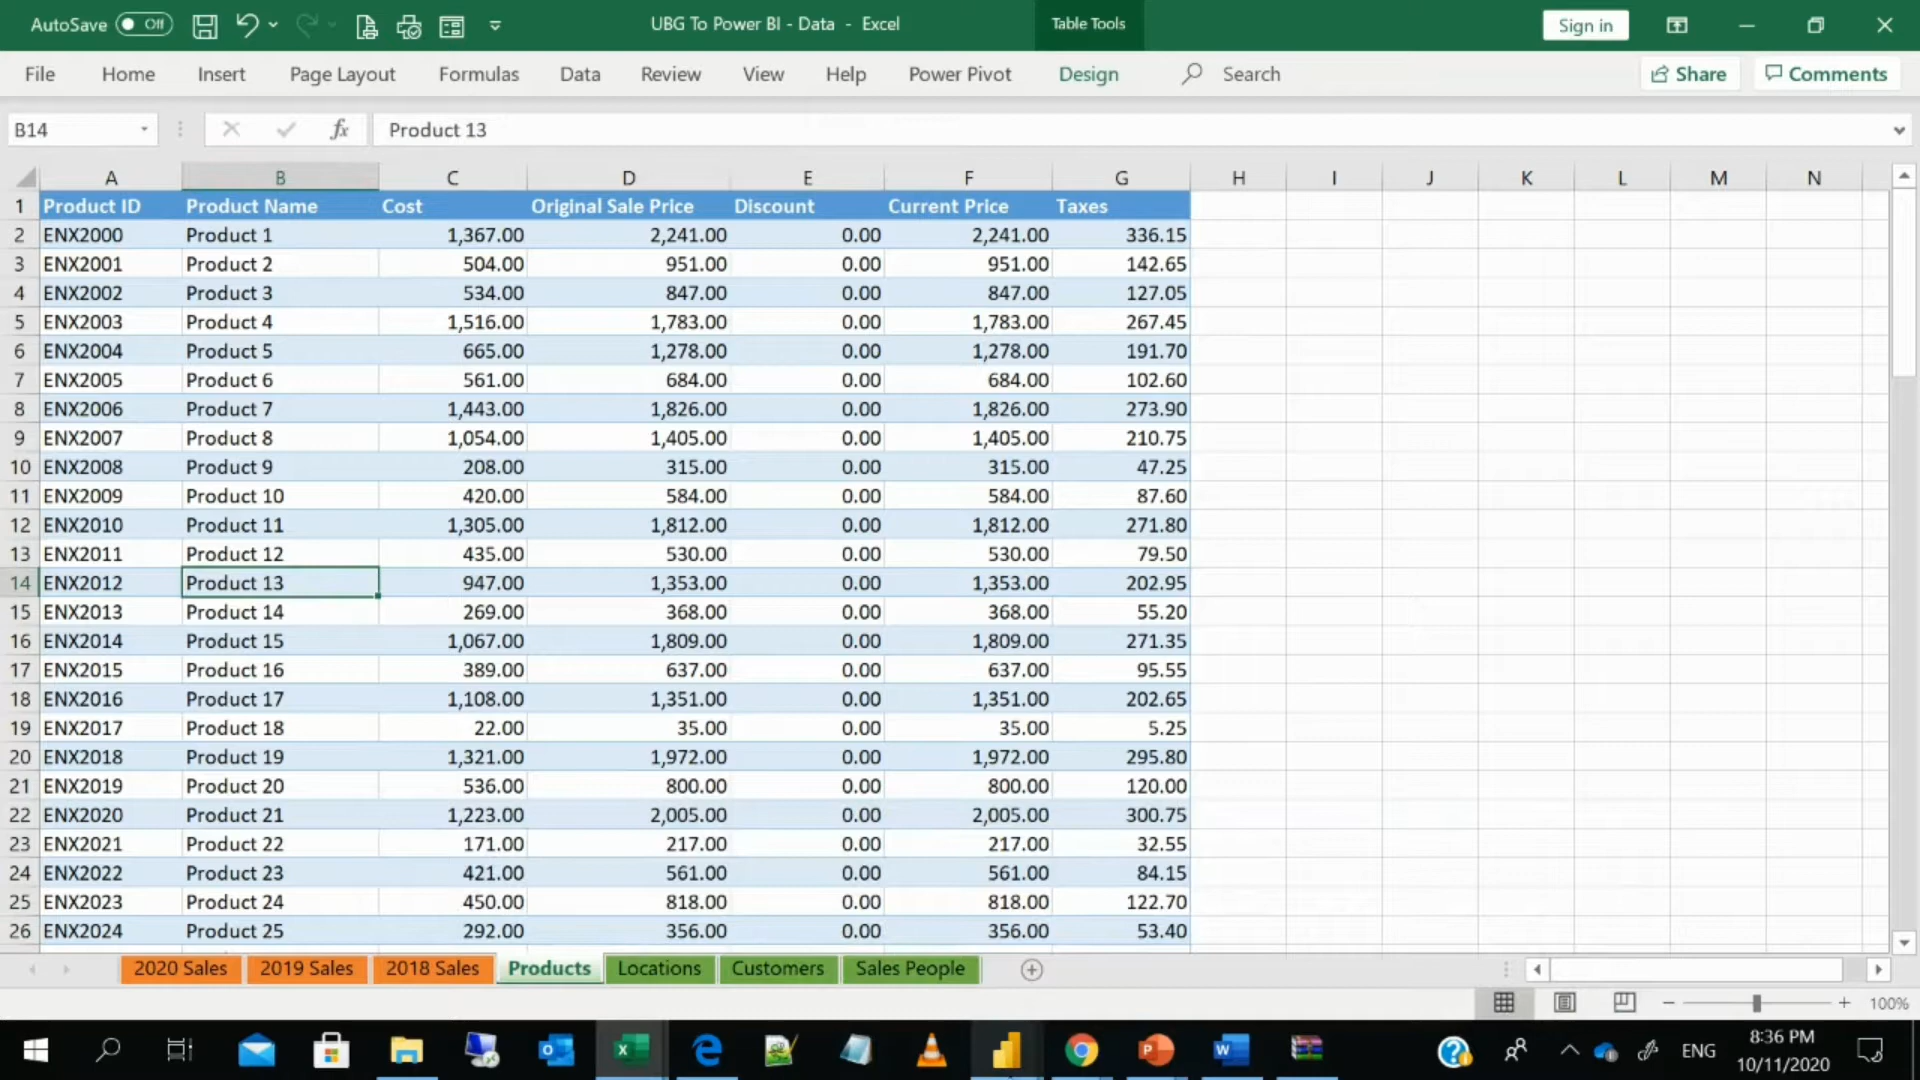 AutoSave Off UBG To Power BI - Data - Excel Table Tools Sign in
File Home Insert Page Layout Formulas Data Review View Help Power Pivot Design Search Share Comments
B14 fx Product 13
A B C D E F G H I J K L M N
1 Product ID Product Name Cost Original Sale Price Discount Current Price Taxes
2 ENX2000 Product 1 1,367.00 2,241.00 0.00 2,241.00 336.15
3 ENX2001 Product 2 504.00 951.00 0.00 951.00 142.65
4 ENX2002 Product 3 534.00 847.00 0.00 847.00 127.05
5 ENX2003 Product 4 1,516.00 1,783.00 0.00 1,783.00 267.45
6 ENX2004 Product 5 665.00 1,278.00 0.00 1,278.00 191.70
7 ENX2005 Product 6 561.00 684.00 0.00 684.00 102.60
8 ENX2006 Product 7 1,443.00 1,826.00 0.00 1,826.00 273.90
9 ENX2007 Product 8 1,054.00 1,405.00 0.00 1,405.00 210.75
10 ENX2008 Product 9 208.00 315.00 0.00 315.00 47.25
11 ENX2009 Product 10 420.00 584.00 0.00 584.00 87.60
12 ENX2010 Product 11 1,305.00 1,812.00 0.00 1,812.00 271.80
13 ENX2011 Product 12 435.00 530.00 0.00 530.00 79.50
14 ENX2012 Product 13 947.00 1,353.00 0.00 1,353.00 202.95
15 ENX2013 Product 14 269.00 368.00 0.00 368.00 55.20
16 ENX2014 Product 15 1,067.00 1,809.00 0.00 1,809.00 271.35
17 ENX2015 Product 16 389.00 637.00 0.00 637.00 95.55
18 ENX2016 Product 17 1,108.00 1,351.00 0.00 1,351.00 202.65
19 ENX2017 Product 18 22.00 35.00 0.00 35.00 5.25
20 ENX2018 Product 19 1,321.00 1,972.00 0.00 1,972.00 295.80
21 ENX2019 Product 20 536.00 800.00 0.00 800.00 120.00
22 ENX2020 Product 21 1,223.00 2,005.00 0.00 2,005.00 300.75
23 ENX2021 Product 22 171.00 217.00 0.00 217.00 32.55
24 ENX2022 Product 23 421.00 561.00 0.00 561.00 84.15
25 ENX2023 Product 24 450.00 818.00 0.00 818.00 122.70
26 ENX2024 Product 25 292.00 356.00 0.00 356.00 53.40
2020 Sales 2019 Sales 2018 Sales Products Locations Customers Sales People
100%
ENG 8:36 PM
10/11/2020